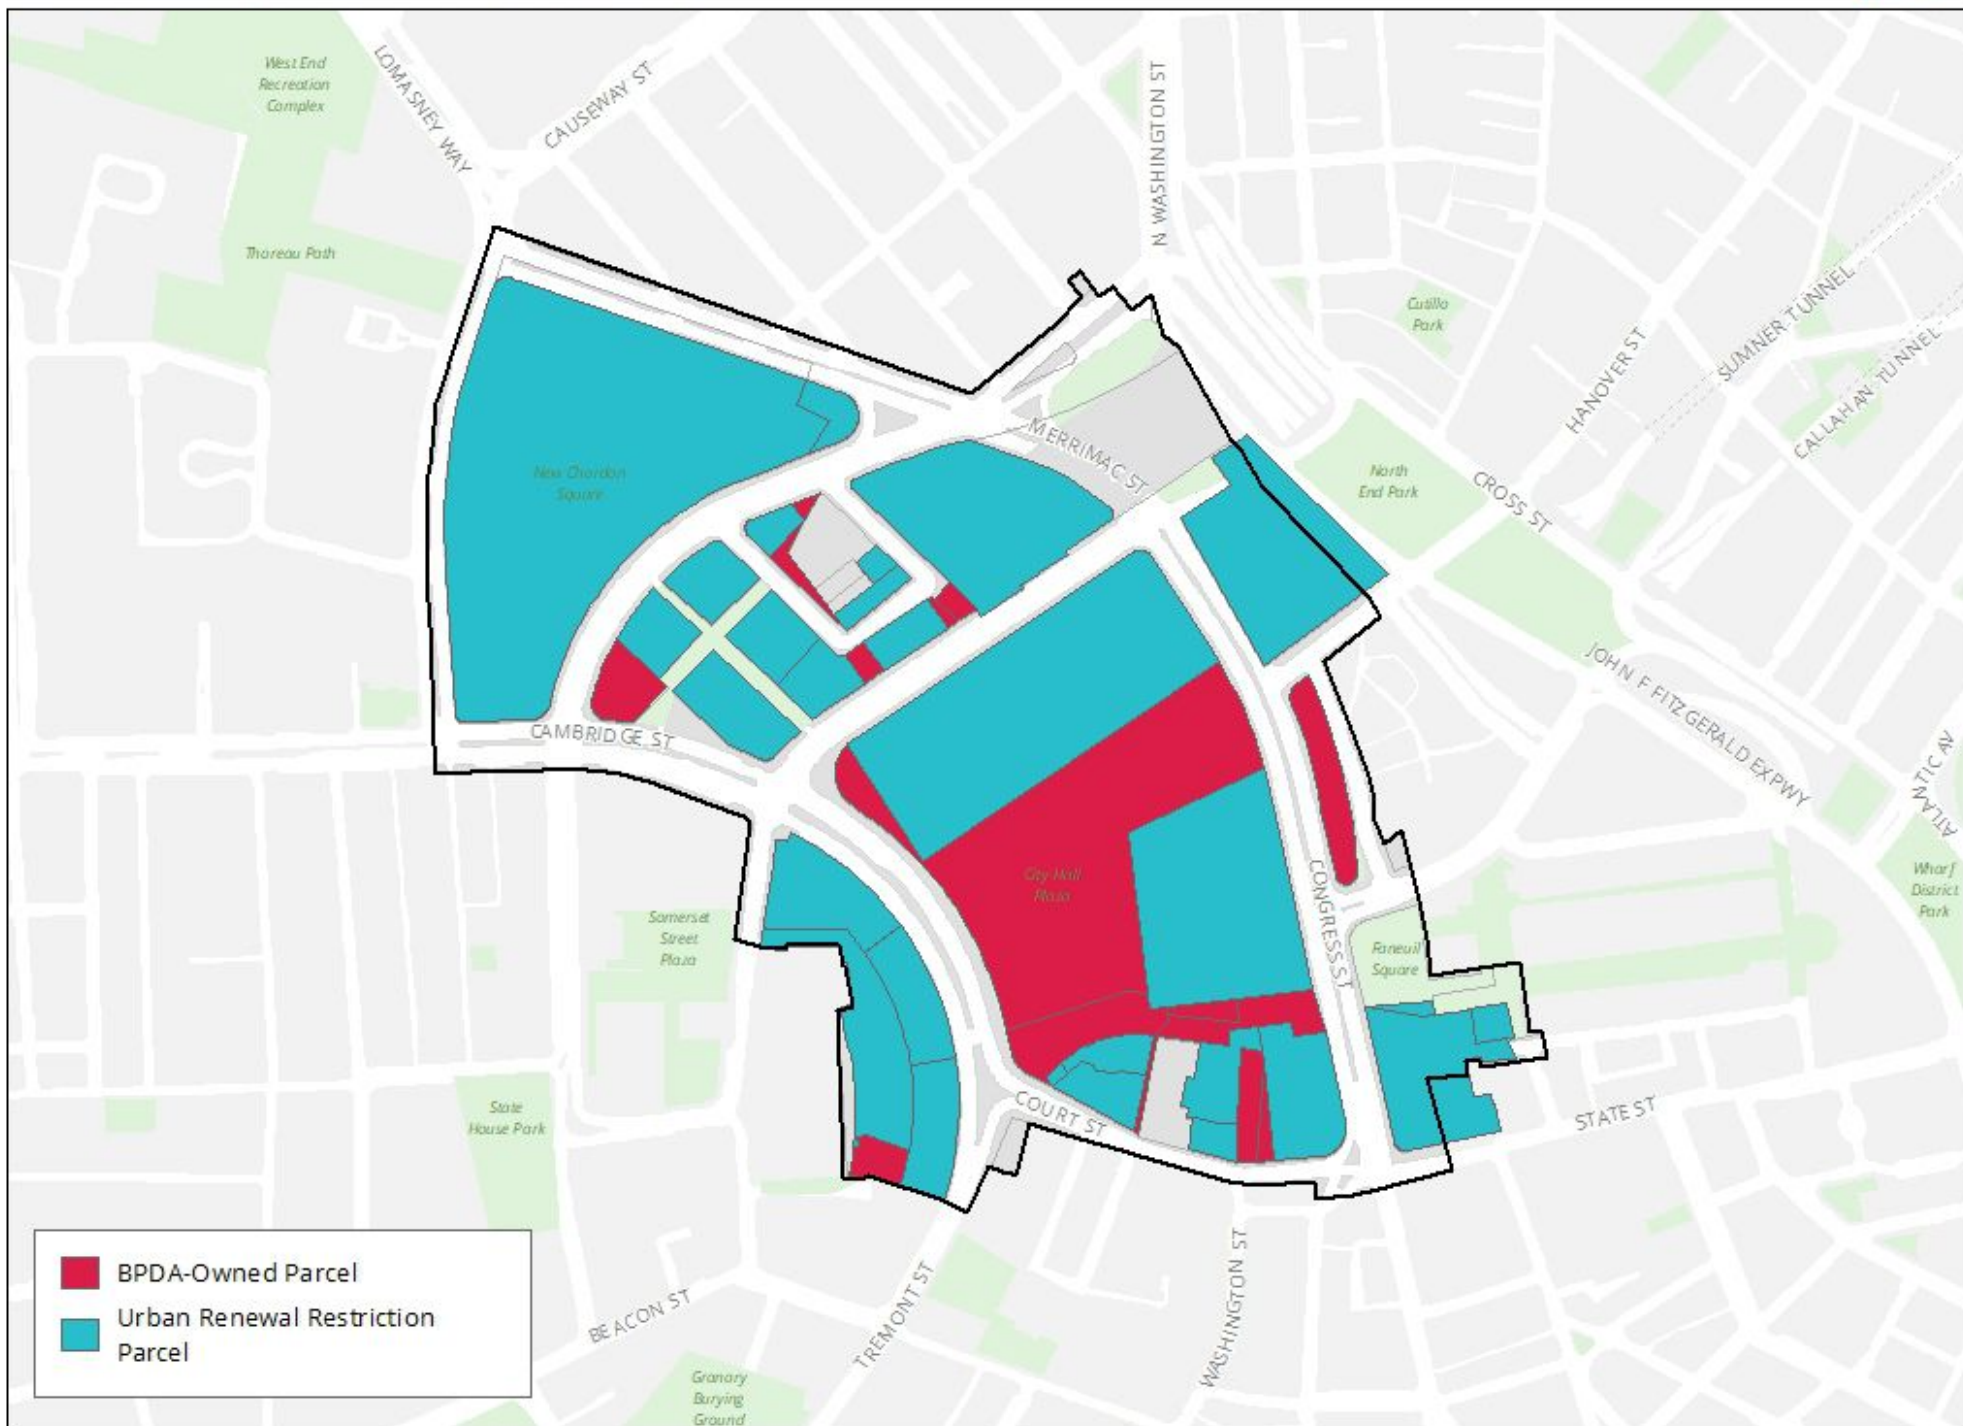 West End
Recreation
Complex
LOMASNEY WAY
CAUSEWAY ST
N WASHINGTON ST
Thoreau Path
Cutillo
Park
HANOVER ST
SUMNER TUNNEL
CALLAHAN TUNNEL
MERRIMAC ST
New Chardon
Square
North
End Park
CROSS ST
JOHN F FITZGERALD EXPWY
CAMBRIDGE ST
ATLANTIC AV
City Hall
Plaza
CONGRESS ST
Wharf
District
Park
Somerset
Street
Plaza
Faneuil
Square
State
House Park
COURT ST
STATE ST
BPDA-Owned Parcel
Urban Renewal Restriction
Parcel
BEACON ST
TREMONT ST
WASHINGTON ST
Granary
Burying
Ground